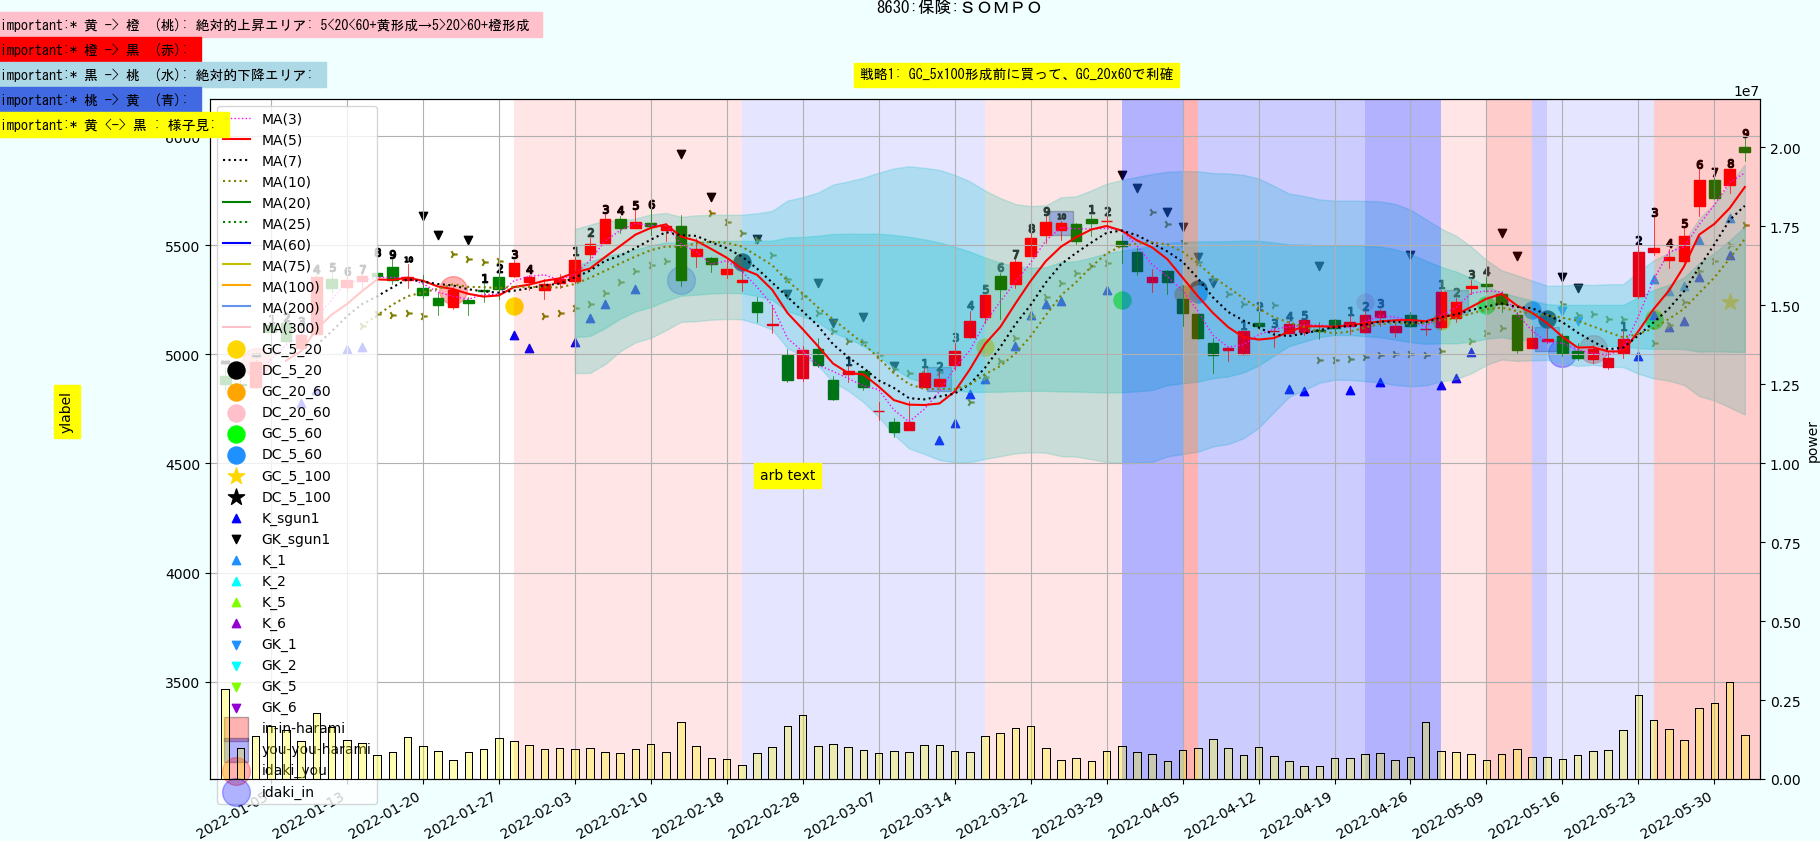 8630:保険:ＳＯＭＰＯ
important:* 黄 -> 橙 (桃): 絶対的上昇エリア: 5<20<60+黄形成→5>20>60+橙形成
important:* 橙 -> 黒 (赤):
important:* 黒 -> 桃 (水): 絶対的下降エリア:
important:* 桃 -> 黄 (青):
important:* 黄 <-> 黒 : 様子見:
戦略1: GC_5x100形成前に買って、GC_20x60で利確
1e7
MA(3)
MA(5)
MA(7)
MA(10)
MA(20)
MA(25)
MA(60)
MA(75)
MA(100)
MA(200)
MA(300)
GC_5_20
DC_5_20
GC_20_60
DC_20_60
GC_5_60
DC_5_60
GC_5_100
DC_5_100
K_sgun1
GK_sgun1
K_1
K_2
K_5
K_6
GK_1
GK_2
GK_5
GK_6
in-in-harami
you-you-harami
idaki_you
idaki_in
6000
5500
5000
4500
4000
3500
ylabel
arb text
2.00
1.75
1.50
1.25
1.00
0.75
0.50
0.25
0.00
power
2022-01-13
2022-01-20
2022-01-27
2022-02-03
2022-02-10
2022-02-18
2022-02-28
2022-03-07
2022-03-14
2022-03-22
2022-03-29
2022-04-05
2022-04-12
2022-04-19
2022-04-26
2022-05-09
2022-05-16
2022-05-23
2022-05-30